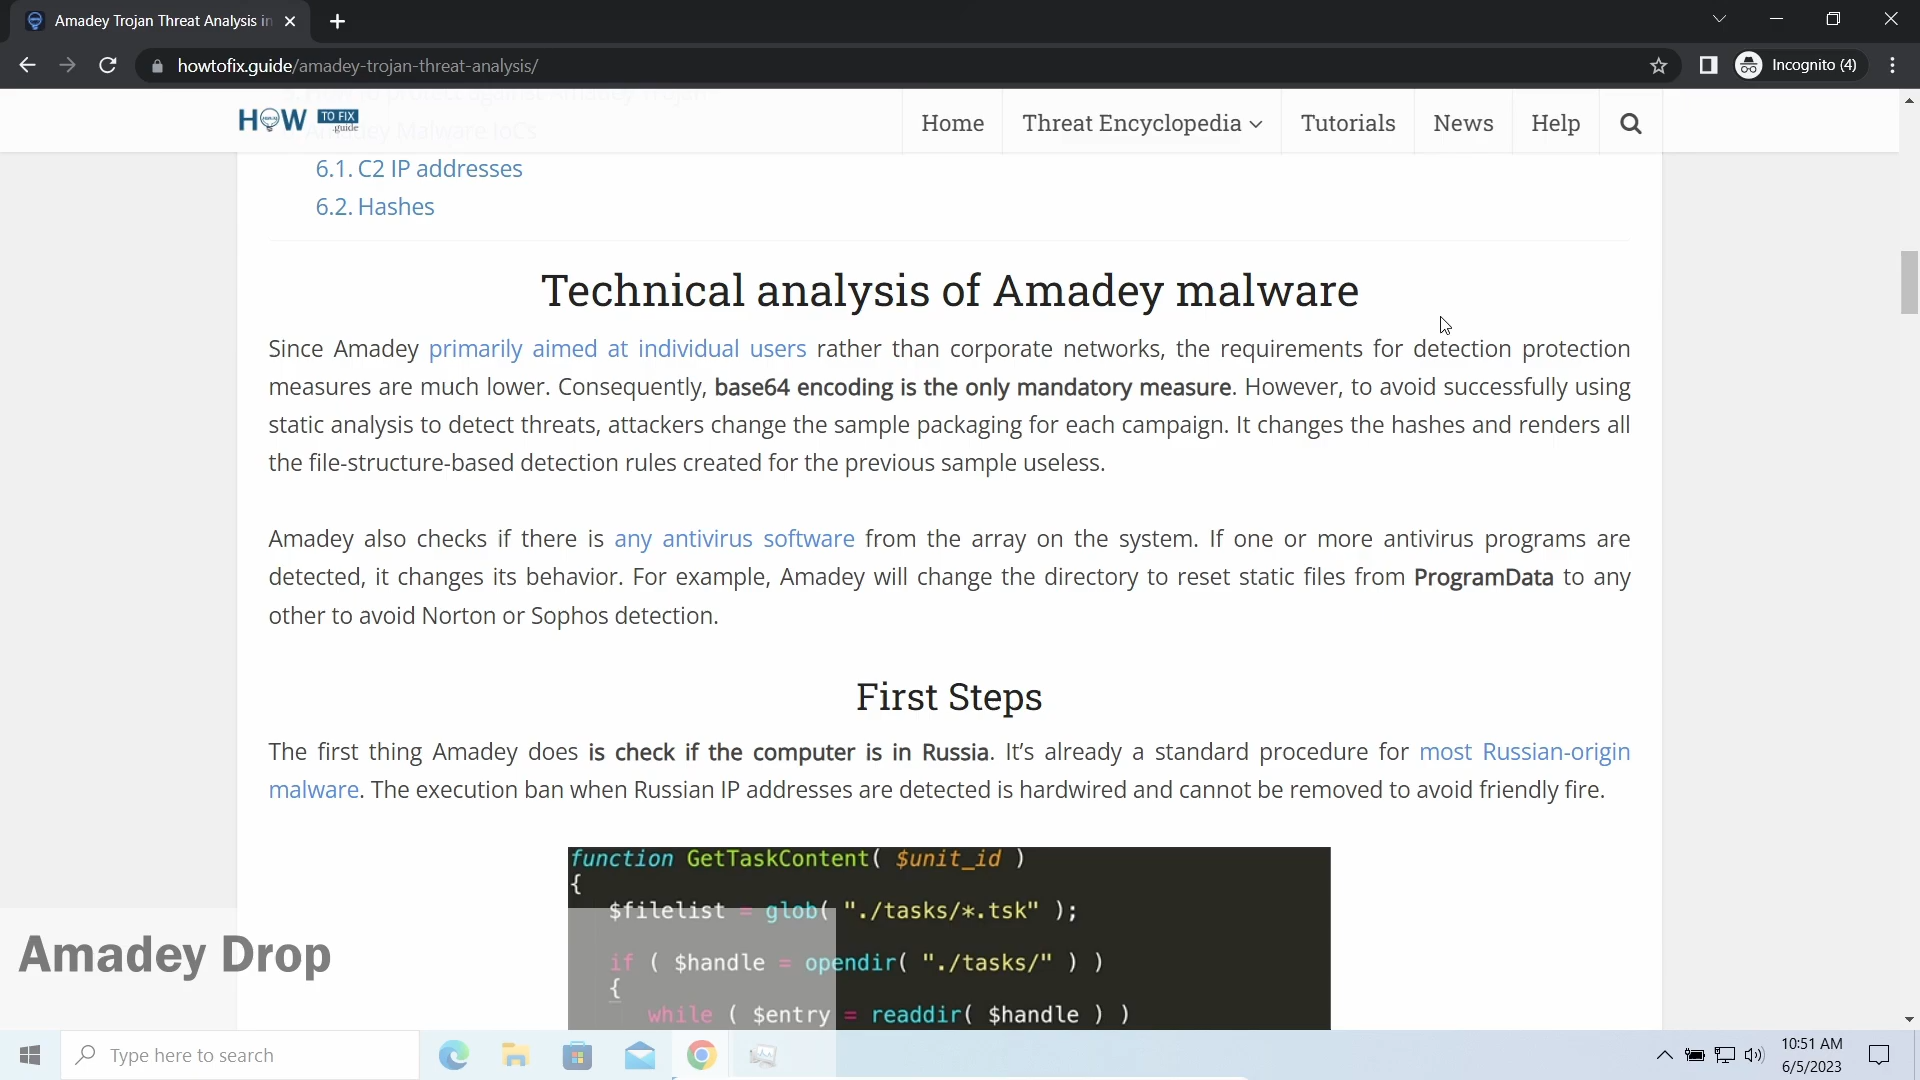 Amadey Trojan Threat Analysis in
howtofix.guide/amadey-trojan-threat-analysis/
Incognito (4)
HOW TO FIX .guide
Home
Threat Encyclopedia
Tutorials
News
Help
6.1. C2 IP addresses
6.2. Hashes
Technical analysis of Amadey malware
Since Amadey primarily aimed at individual users rather than corporate networks, the requirements for detection protection
measures are much lower. Consequently, base64 encoding is the only mandatory measure. However, to avoid successfully using
static analysis to detect threats, attackers change the sample packaging for each campaign. It changes the hashes and renders all
the file-structure-based detection rules created for the previous sample useless.
Amadey also checks if there is any antivirus software from the array on the system. If one or more antivirus programs are
detected, it changes its behavior. For example, Amadey will change the directory to reset static files from ProgramData to any
other to avoid Norton or Sophos detection.
First Steps
The first thing Amadey does is check if the computer is in Russia. It's already a standard procedure for most Russian-origin
malware. The execution ban when Russian IP addresses are detected is hardwired and cannot be removed to avoid friendly fire.
function GetTaskContent( $unit_id )
{
$filelist = glob( "./tasks/*.tsk" );
if ( $handle = opendir( "./tasks/" ) )
{
while ( $entry = readdir( $handle ) )
Amadey Drop
Type here to search
10:51 AM
6/5/2023